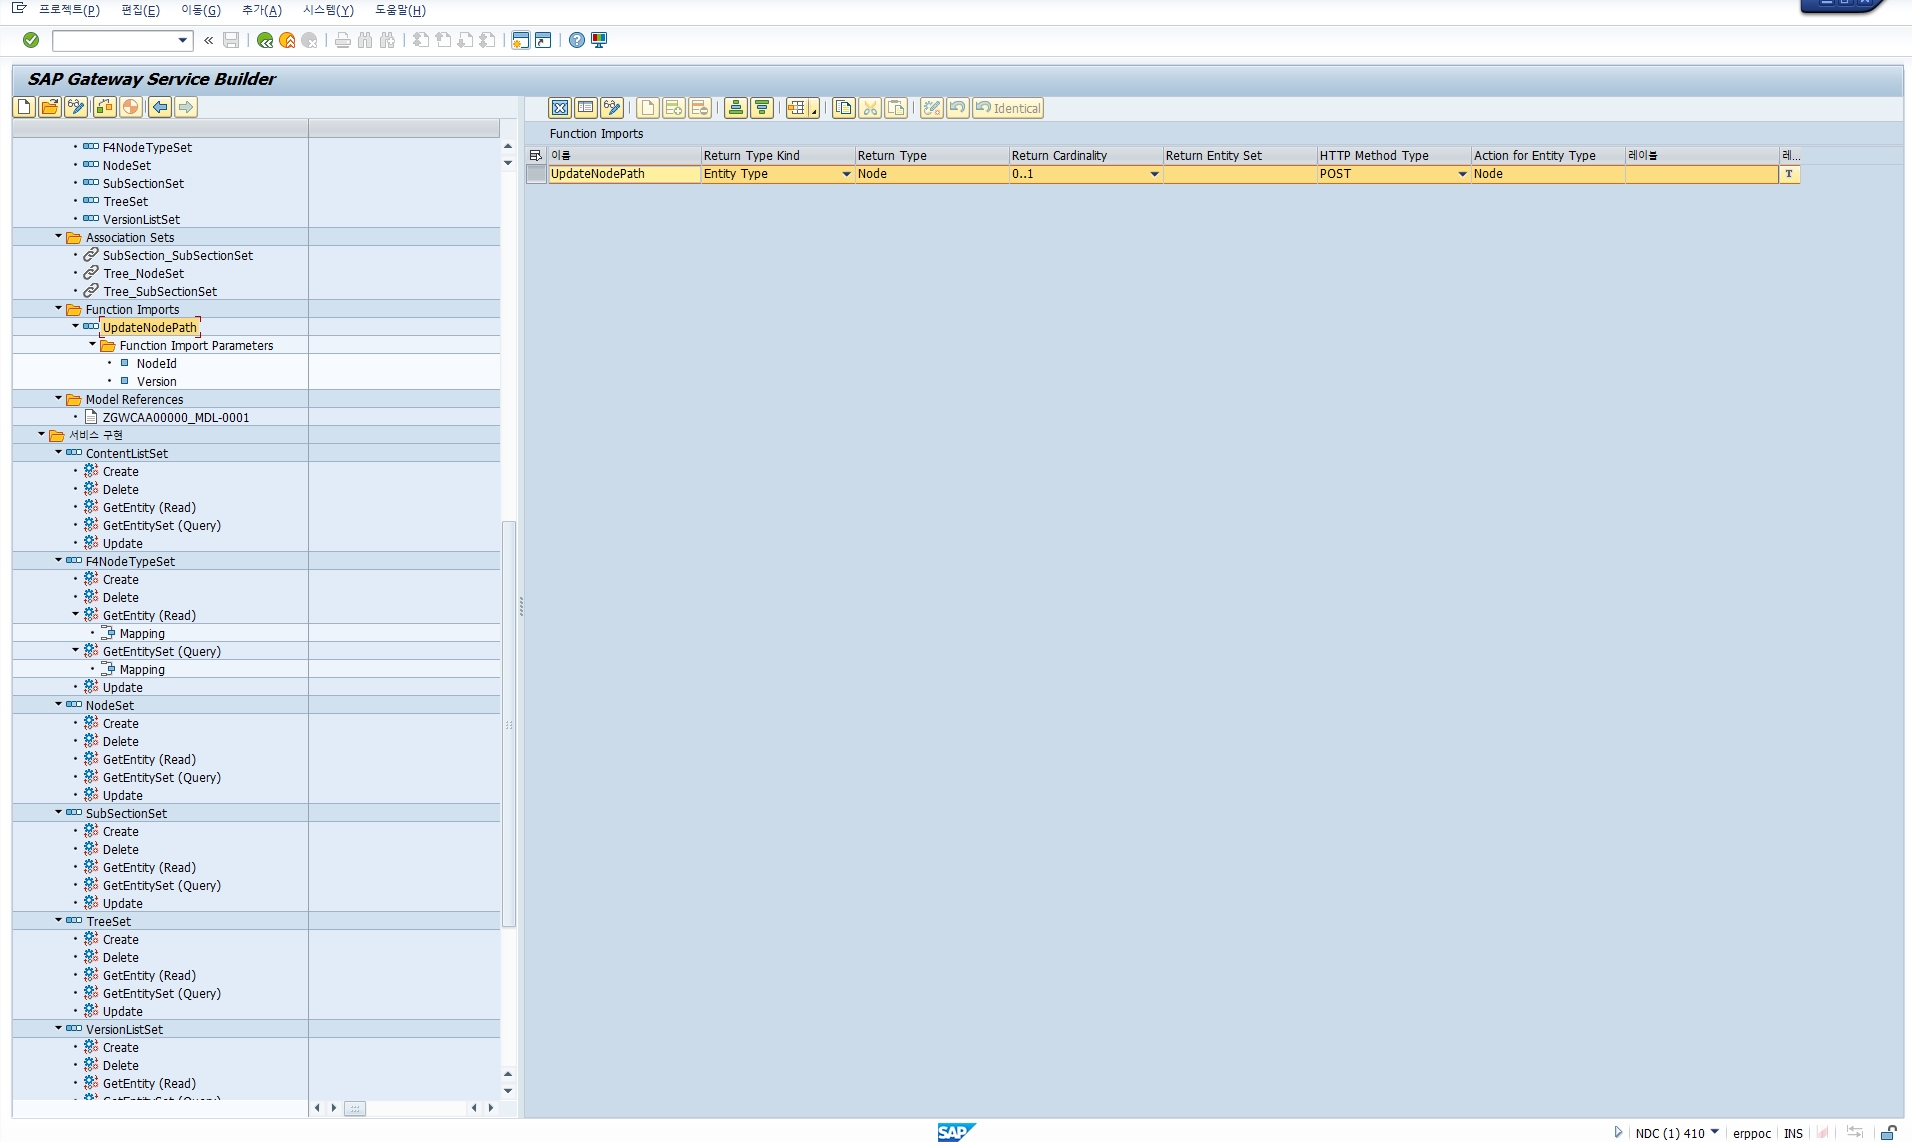 프로젝트(P) 편집(E) 이동(G) 추가(A) 시스템(Y) 도움말(H)
SAP Gateway Service Builder
Identical
F4NodeTypeSet
NodeSet
SubSectionSet
TreeSet
VersionListSet
Association Sets
SubSection_SubSectionSet
Tree_NodeSet
Tree_SubSectionSet
Function Imports
UpdateNodePath
Function Import Parameters
NodeId
Version
Model References
ZGWCAA00000_MDL-0001
서비스 구현
ContentListSet
Create
Delete
GetEntity (Read)
GetEntitySet (Query)
Update
F4NodeTypeSet
Create
Delete
GetEntity (Read)
Mapping
GetEntitySet (Query)
Mapping
Update
NodeSet
Create
Delete
GetEntity (Read)
GetEntitySet (Query)
Update
SubSectionSet
Create
Delete
GetEntity (Read)
GetEntitySet (Query)
Update
TreeSet
Create
Delete
GetEntity (Read)
GetEntitySet (Query)
Update
VersionListSet
Create
Delete
GetEntity (Read)
GetEntitySet (Query)
Function Imports
이름 Return Type Kind Return Type Return Cardinality Return Entity Set HTTP Method Type Action for Entity Type 레이블 레...
UpdateNodePath Entity Type Node 0..1 POST Node T
SAP
NDC (1) 410 erppoc INS